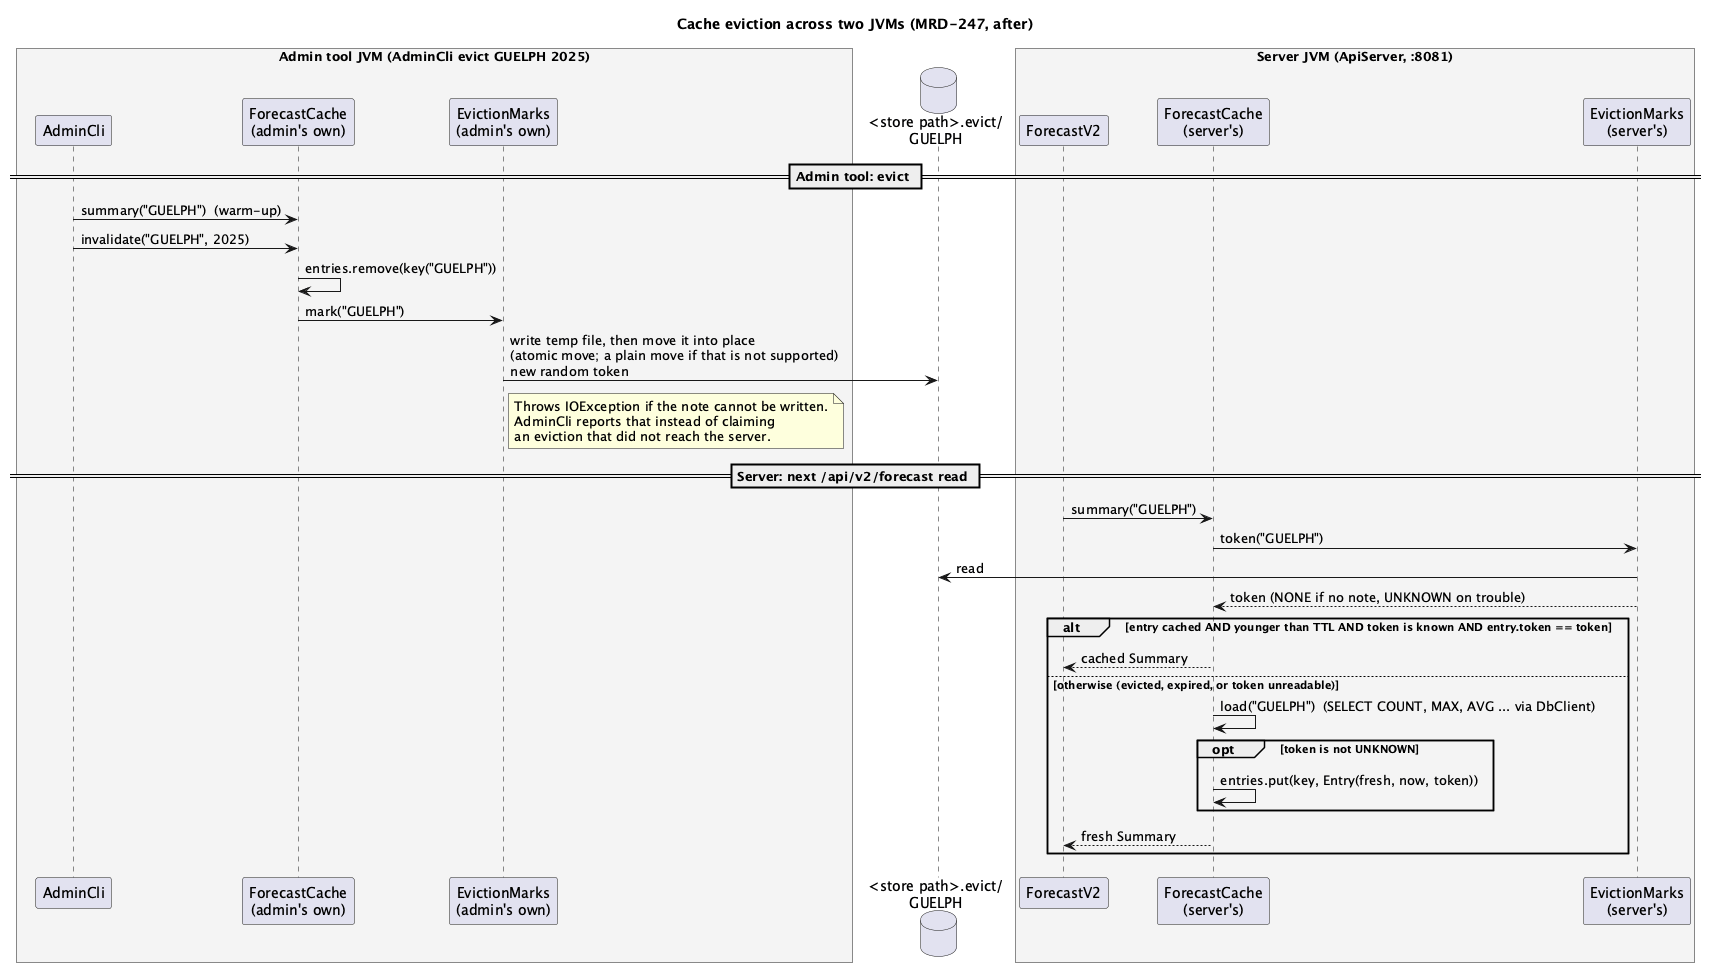 Cache eviction across two JVMs (MRD-247, after)
Admin tool JVM (AdminCli evict GUELPH 2025)
Server JVM (ApiServer, :8081)
AdminCli
ForecastCache
(admin's own)
EvictionMarks
(admin's own)
<store path>.evict/
GUELPH
ForecastV2
ForecastCache
(server's)
EvictionMarks
(server's)
Admin tool: evict
summary("GUELPH")  (warm-up)
invalidate("GUELPH", 2025)
entries.remove(key("GUELPH"))
mark("GUELPH")
write temp file, then move it into place
(atomic move; a plain move if that is not supported)
new random token
Throws IOException if the note cannot be written.
AdminCli reports that instead of claiming
an eviction that did not reach the server.
Server: next /api/v2/forecast read
summary("GUELPH")
token("GUELPH")
read
token (NONE if no note, UNKNOWN on trouble)
alt [entry cached AND younger than TTL AND token is known AND entry.token == token]
cached Summary
[otherwise (evicted, expired, or token unreadable)]
load("GUELPH")  (SELECT COUNT, MAX, AVG ... via DbClient)
opt [token is not UNKNOWN]
entries.put(key, Entry(fresh, now, token))
fresh Summary
AdminCli
ForecastCache
(admin's own)
EvictionMarks
(admin's own)
<store path>.evict/
GUELPH
ForecastV2
ForecastCache
(server's)
EvictionMarks
(server's)